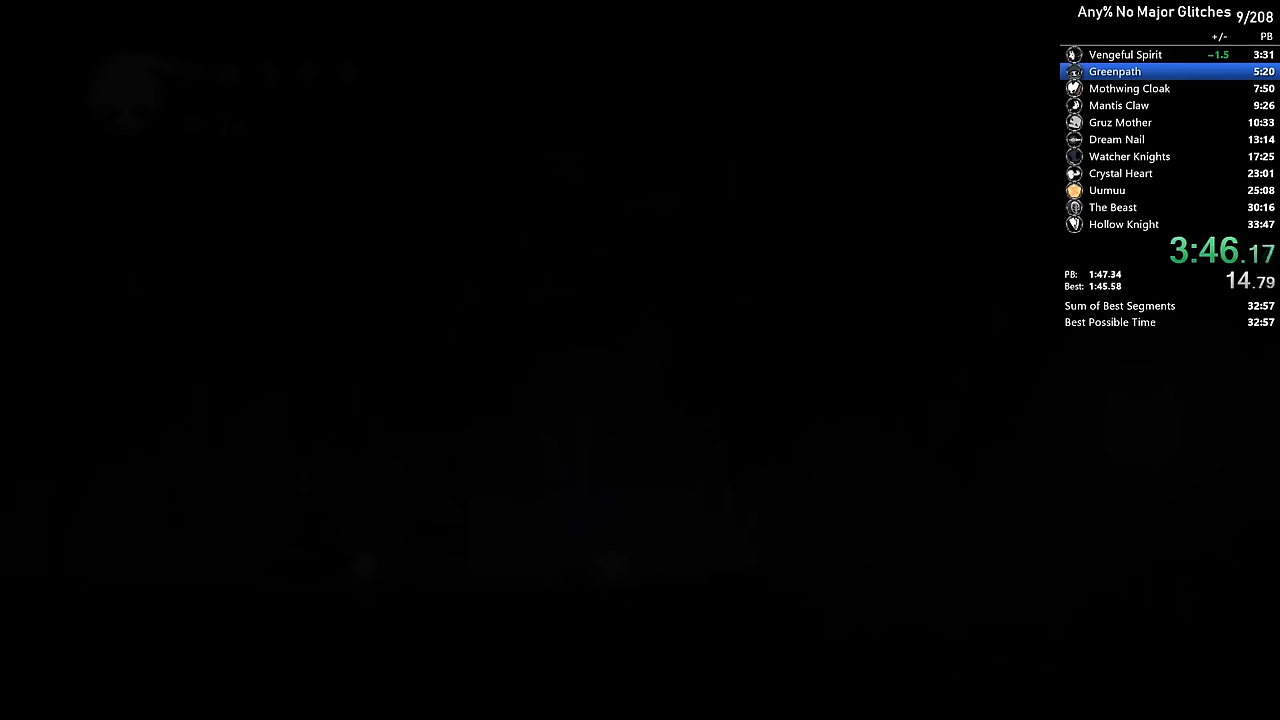 Any% No Major Glitches 9/208
+/- PB
Vengeful Spirit −1.5 3:31
Greenpath 5:20
Mothwing Cloak 7:50
Mantis Claw 9:26
Gruz Mother 10:33
Dream Nail 13:14
Watcher Knights 17:25
Crystal Heart 23:01
Uumuu 25:08
The Beast 30:16
Hollow Knight 33:47
3:46.17
PB: 1:47.34 14.79
Best: 1:45.58
Sum of Best Segments 32:57
Best Possible Time 32:57